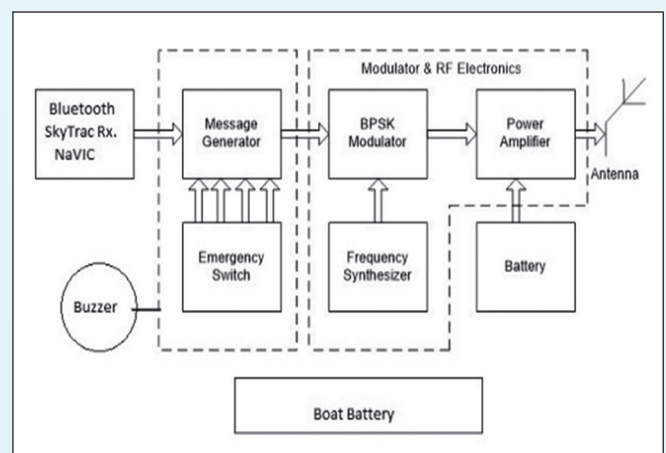 Modulator & RF Electronics
Bluetooth
SkyTrac Rx.
NaVIC
Message
Generator
BPSK
Modulator
Power
Amplifier
Antenna
Emergency
Switch
Frequency
Synthesizer
Battery
Buzzer
Boat Battery